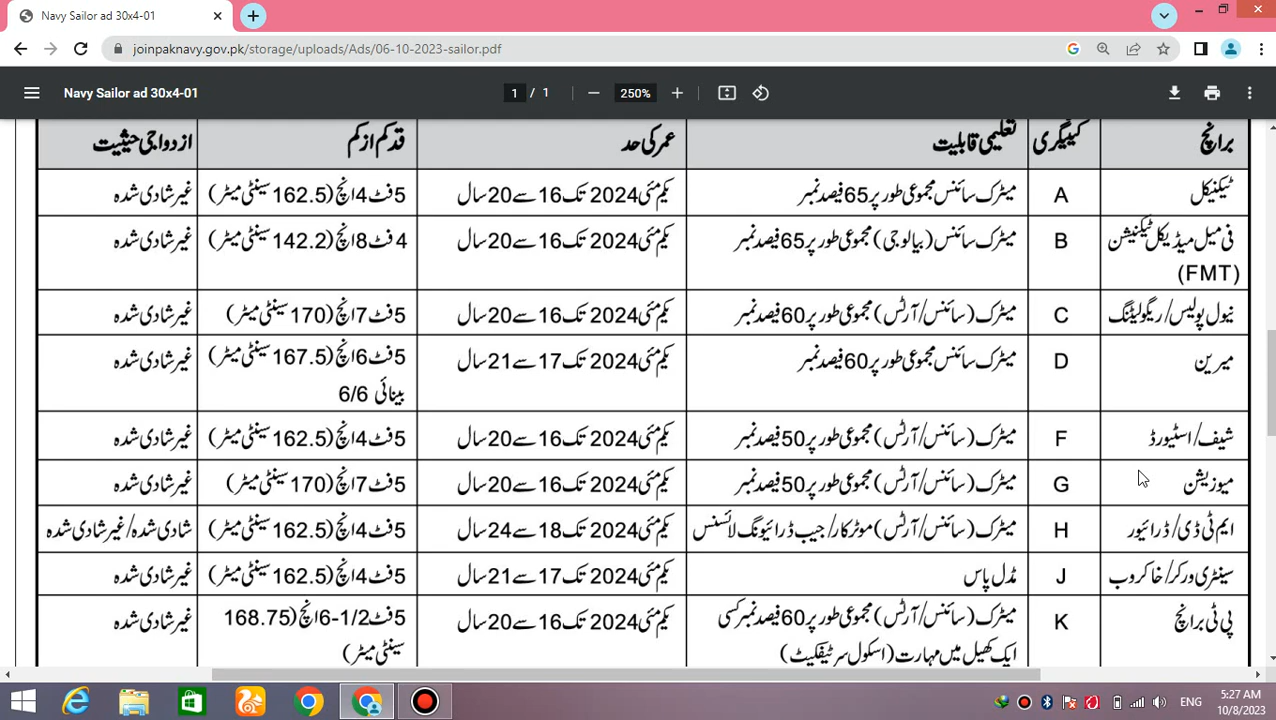 Navy Sailor ad 30x4-01
joinpaknavy.gov.pk/storage/uploads/Ads/06-10-2023-sailor.pdf
Navy Sailor ad 30x4-01
1 / 1
250%
برانچ کیٹیگری تعلیمی قابلیت عمر کی حد قد کم از کم ازدواجی حیثیت
ٹیکنیکل A میٹرک سائنس مجموعی طور پر 65 فیصد نمبر یکم مئی 2024 تک 16 سے 20 سال 5 فٹ 4 انچ (162.5 سینٹی میٹر) غیر شادی شدہ
فی میل میڈیکل ٹیکنیشن B میٹرک سائنس (بیالوجی) مجموعی طور پر 65 فیصد نمبر یکم مئی 2024 تک 16 سے 20 سال 4 فٹ 8 انچ (142.2 سینٹی میٹر) غیر شادی شدہ
(FMT)
نیول پولیس/ریگولیٹنگ C میٹرک (سائنس/آرٹس) مجموعی طور پر 60 فیصد نمبر یکم مئی 2024 تک 16 سے 20 سال 5 فٹ 7 انچ (170 سینٹی میٹر) غیر شادی شدہ
میرین D میٹرک سائنس مجموعی طور پر 60 فیصد نمبر یکم مئی 2024 تک 17 سے 21 سال 5 فٹ 6 انچ (167.5 سینٹی میٹر) غیر شادی شدہ
بینائی 6/6
شیف/اسٹیورڈ F میٹرک (سائنس/آرٹس) مجموعی طور پر 50 فیصد نمبر یکم مئی 2024 تک 16 سے 20 سال 5 فٹ 4 انچ (162.5 سینٹی میٹر) غیر شادی شدہ
میوزیشن G میٹرک (سائنس/آرٹس) مجموعی طور پر 50 فیصد نمبر یکم مئی 2024 تک 16 سے 20 سال 5 فٹ 7 انچ (170 سینٹی میٹر) غیر شادی شدہ
ایم ٹی ڈی/ڈرائیور H میٹرک (سائنس/آرٹس) موٹر کار/جیپ ڈرائیونگ لائسنس یکم مئی 2024 تک 18 سے 24 سال 5 فٹ 4 انچ (162.5 سینٹی میٹر) شادی شدہ/غیر شادی شدہ
سینٹری ورکر/خاکروب J مڈل پاس یکم مئی 2024 تک 17 سے 21 سال 5 فٹ 4 انچ (162.5 سینٹی میٹر) غیر شادی شدہ
پی ٹی برانچ K میٹرک (سائنس/آرٹس) مجموعی طور پر 60 فیصد نمبر کسی یکم مئی 2024 تک 16 سے 20 سال 5 فٹ 6-1/2 انچ (168.75 غیر شادی شدہ
ایک کھیل میں مہارت (اسکول سرٹیفکیٹ) سینٹی میٹر)
ENG
5:27 AM
10/8/2023